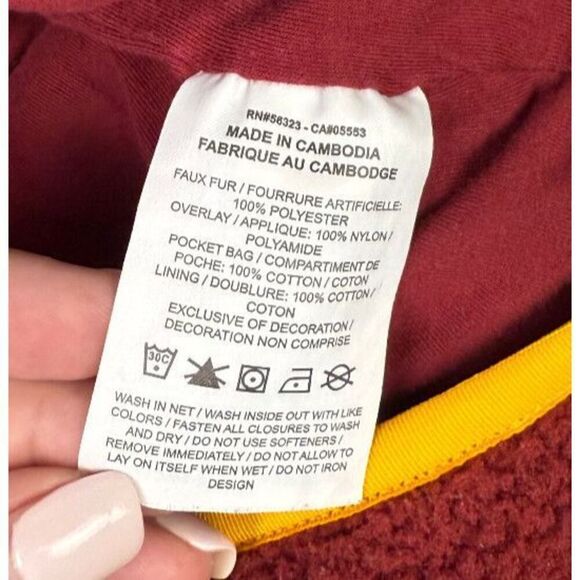 RN#56323 - CA#05553
MADE IN CAMBODIA
FABRIQUE AU CAMBODGE
FAUX FUR / FOURRURE ARTIFICIELLE:
100% POLYESTER
OVERLAY / APPLIQUE: 100% NYLON /
POLYAMIDE
POCKET BAG / COMPARTIMENT DE
POCHE: 100% COTTON / COTON
LINING / DOUBLURE: 100% COTTON /
COTON
EXCLUSIVE OF DECORATION /
DECORATION NON COMPRISE
30C
WASH IN NET / WASH INSIDE OUT WITH LIKE
COLORS / FASTEN ALL CLOSURES TO WASH
AND DRY / DO NOT USE SOFTENERS /
REMOVE IMMEDIATELY / DO NOT ALLOW TO
LAY ON ITSELF WHEN WET / DO NOT IRON
DESIGN